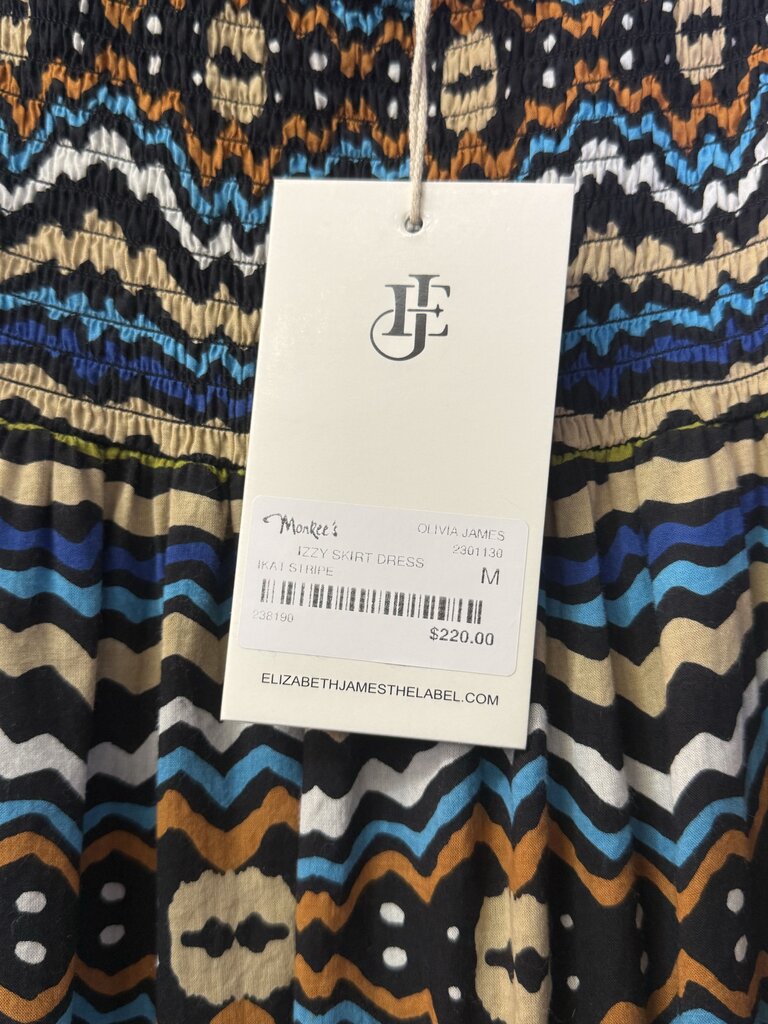 EJ
Monkee's
OLIVIA JAMES
2301130
IZZY SKIRT DRESS
IKAT STRIPE
M
238190
$220.00
ELIZABETHJAMESTHELABEL.COM